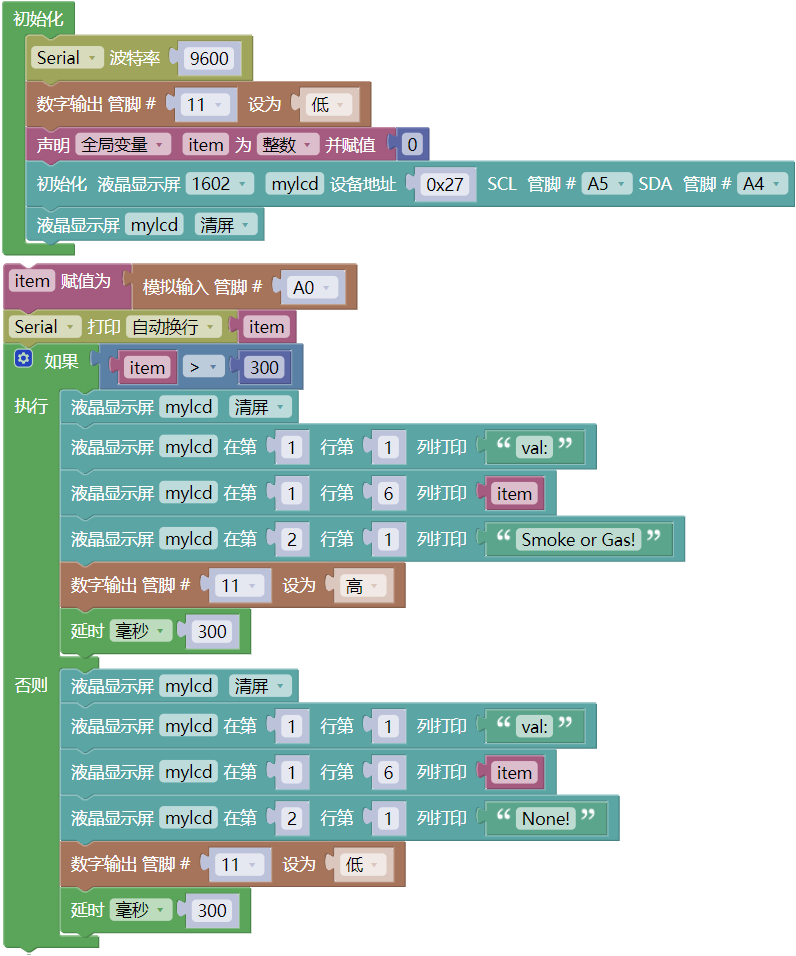 初始化
Serial 波特率 9600
数字输出 管脚 # 11 设为 低
声明 全局变量 item 为 整数 并赋值 0
初始化 液晶显示屏 1602 mylcd 设备地址 0x27 SCL 管脚 # A5 SDA 管脚 # A4
液晶显示屏 mylcd 清屏
item 赋值为 模拟输入 管脚 # A0
Serial 打印 自动换行 item
如果 item > 300
执行 液晶显示屏 mylcd 清屏
液晶显示屏 mylcd 在第 1 行第 1 列打印 “ val: ”
液晶显示屏 mylcd 在第 1 行第 6 列打印 item
液晶显示屏 mylcd 在第 2 行第 1 列打印 “ Smoke or Gas! ”
数字输出 管脚 # 11 设为 高
延时 毫秒 300
否则 液晶显示屏 mylcd 清屏
液晶显示屏 mylcd 在第 1 行第 1 列打印 “ val: ”
液晶显示屏 mylcd 在第 1 行第 6 列打印 item
液晶显示屏 mylcd 在第 2 行第 1 列打印 “ None! ”
数字输出 管脚 # 11 设为 低
延时 毫秒 300